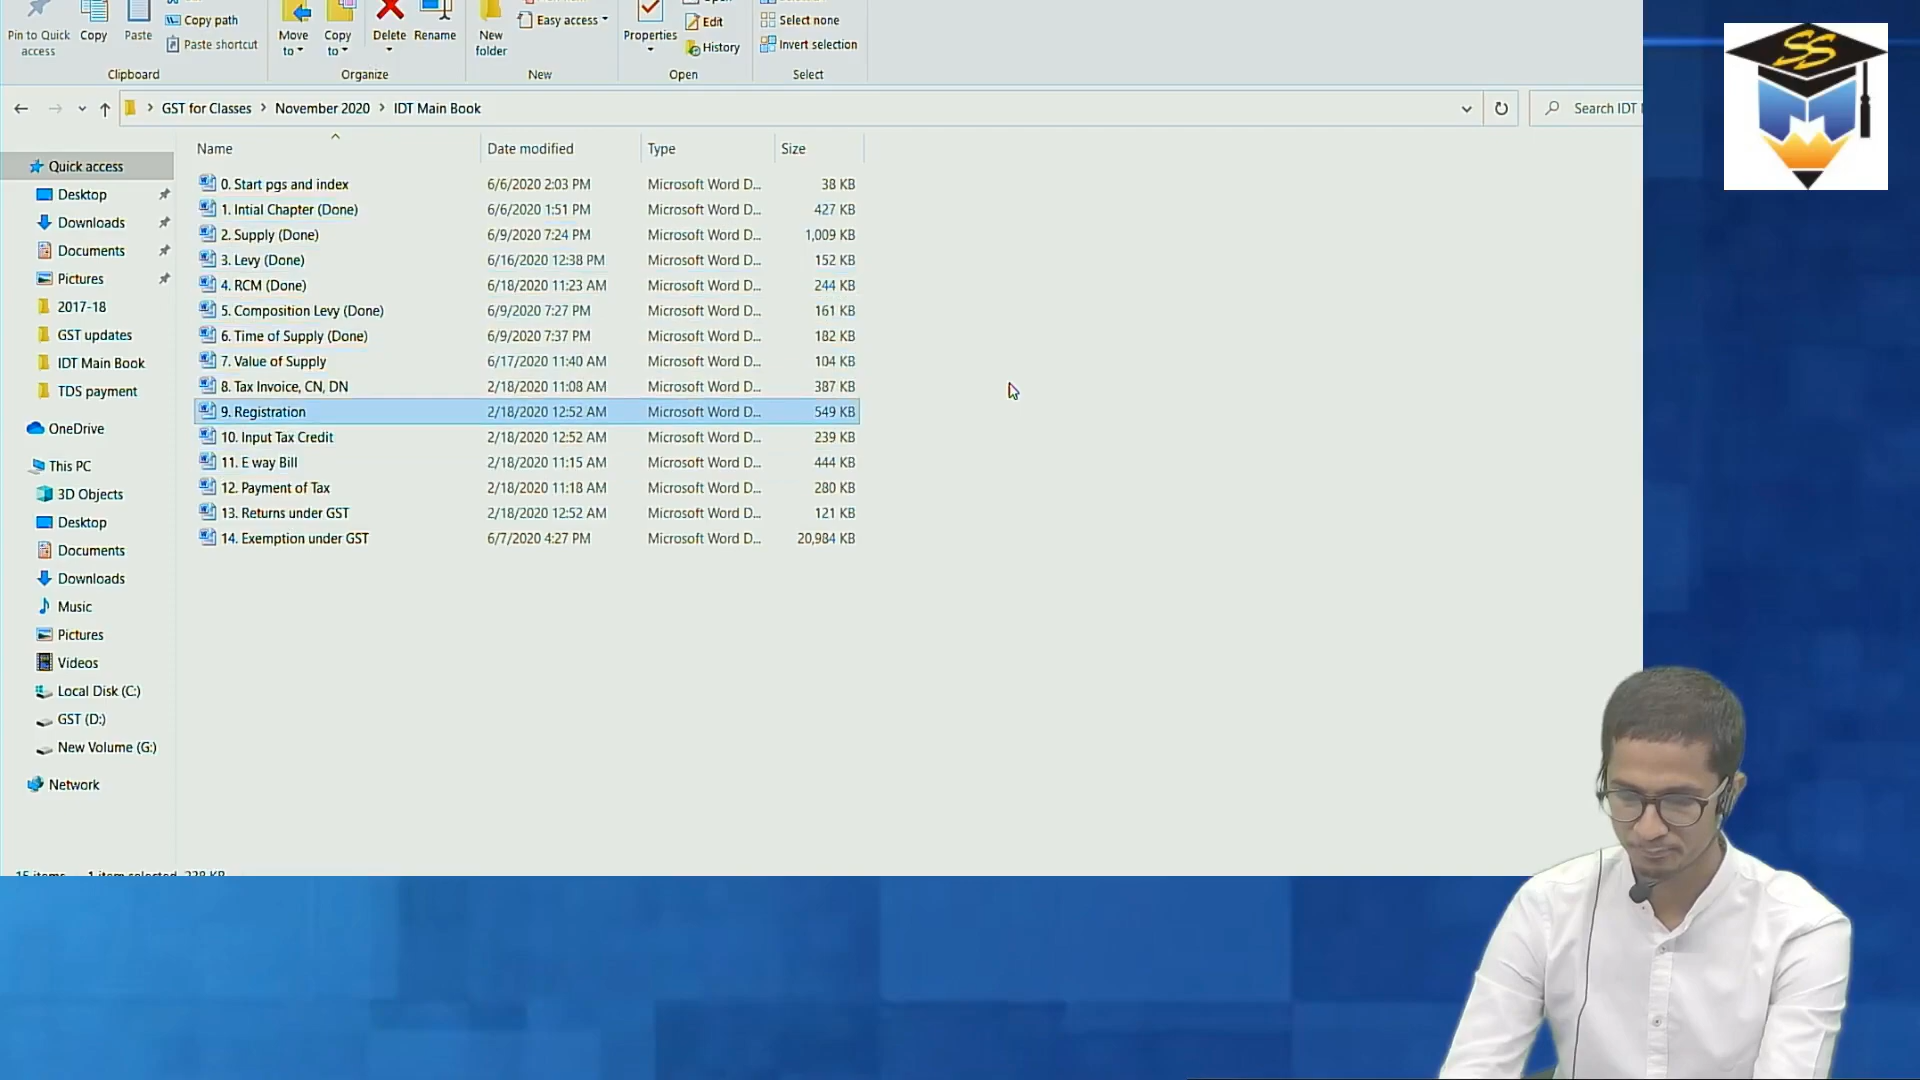 Copy path
Easy access
Edit
Select none
Pin to Quick access
Copy
Paste
Paste shortcut
Move to
Copy to
Delete
Rename
New folder
Properties
History
Invert selection
Clipboard
Organize
New
Open
Select
GST for Classes > November 2020 > IDT Main Book
Search IDT
Name
Date modified
Type
Size
Quick access
Desktop
Downloads
Documents
Pictures
2017-18
GST updates
IDT Main Book
TDS payment
OneDrive
This PC
3D Objects
Desktop
Documents
Downloads
Music
Pictures
Videos
Local Disk (C:)
GST (D:)
New Volume (G:)
Network
0. Start pgs and index 6/6/2020 2:03 PM Microsoft Word D... 38 KB
1. Intial Chapter (Done) 6/6/2020 1:51 PM Microsoft Word D... 427 KB
2. Supply (Done) 6/9/2020 7:24 PM Microsoft Word D... 1,009 KB
3. Levy (Done) 6/16/2020 12:38 PM Microsoft Word D... 152 KB
4. RCM (Done) 6/18/2020 11:23 AM Microsoft Word D... 244 KB
5. Composition Levy (Done) 6/9/2020 7:27 PM Microsoft Word D... 161 KB
6. Time of Supply (Done) 6/9/2020 7:37 PM Microsoft Word D... 182 KB
7. Value of Supply 6/17/2020 11:40 AM Microsoft Word D... 104 KB
8. Tax Invoice, CN, DN 2/18/2020 11:08 AM Microsoft Word D... 387 KB
9. Registration 2/18/2020 12:52 AM Microsoft Word D... 549 KB
10. Input Tax Credit 2/18/2020 12:52 AM Microsoft Word D... 239 KB
11. E way Bill 2/18/2020 11:15 AM Microsoft Word D... 444 KB
12. Payment of Tax 2/18/2020 11:18 AM Microsoft Word D... 280 KB
13. Returns under GST 2/18/2020 12:52 AM Microsoft Word D... 121 KB
14. Exemption under GST 6/7/2020 4:27 PM Microsoft Word D... 20,984 KB
15 items 1 item selected 238 KB
SS